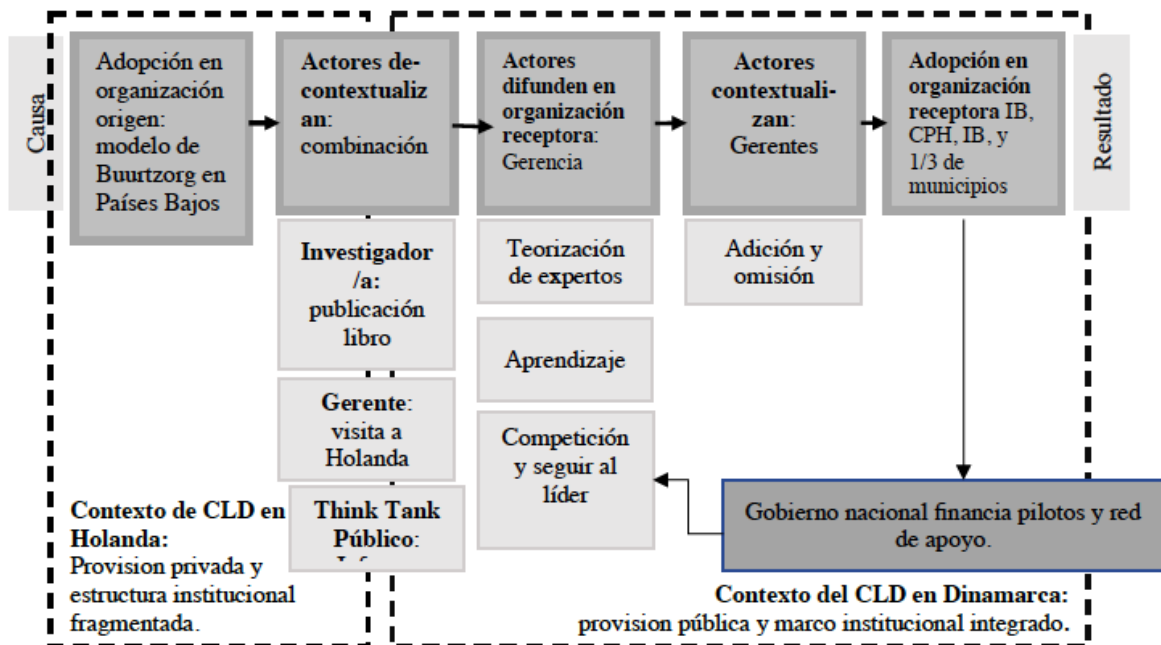 Causa
Adopción en
organización
origen:
modelo de
Buurtzorg en
Países Bajos
Actores de-
contextualiz
an:
combinación
Actores
difunden en
organización
receptora:
Gerencia
Actores
contextuali-
zan:
Gerentes
Adopción en
organización
receptora IB,
CPH, IB, y
1/3 de
municipios
Resultado
Investigador
/a:
publicación
libro
Gerente:
visita a
Holanda
Think Tank
Público:
Teorización
de expertos
Aprendizaje
Competición
y seguir al
líder
Adición y
omisión
Gobierno nacional financia pilotos y red
de apoyo.
Contexto de CLD en
Holanda:
Provision privada y
estructura institucional
fragmentada.
Contexto del CLD en Dinamarca:
provision pública y marco institucional integrado.